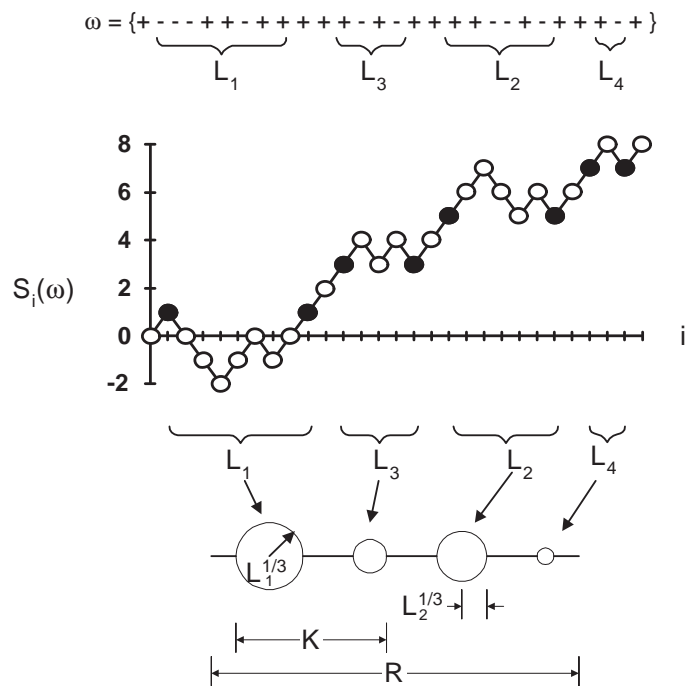 ω = {+ - - - + + - + + + + + - + - + + + + - - + - + + + - + }
L₁ L₃ L₂ L₄
8
6
4
2
0
-2
Sᵢ(ω)
i
L₁ L₃ L₂ L₄
L₁^1/3
L₂^1/3
K
R